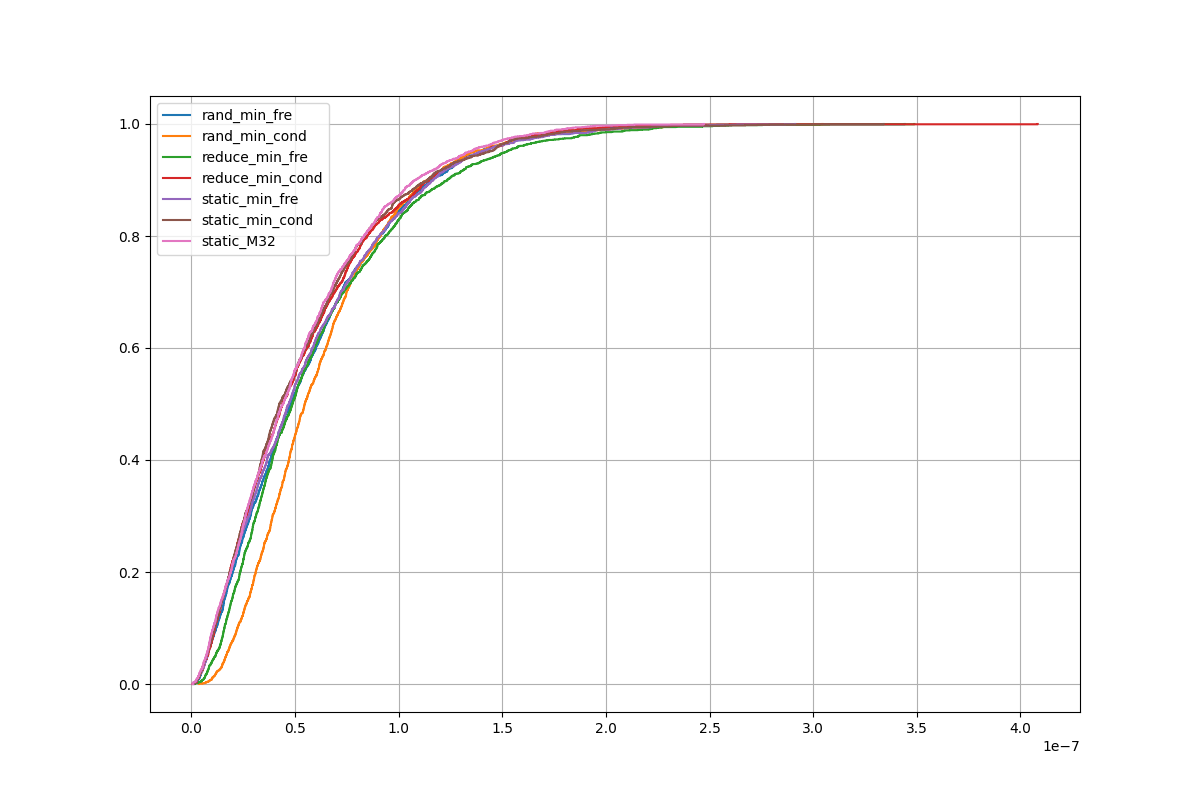 rand_min_fre
rand_min_cond
reduce_min_fre
reduce_min_cond
static_min_fre
static_min_cond
static_M32
1.0
0.8
0.6
0.4
0.2
0.0
0.0 0.5 1.0 1.5 2.0 2.5 3.0 3.5 4.0
1e−7